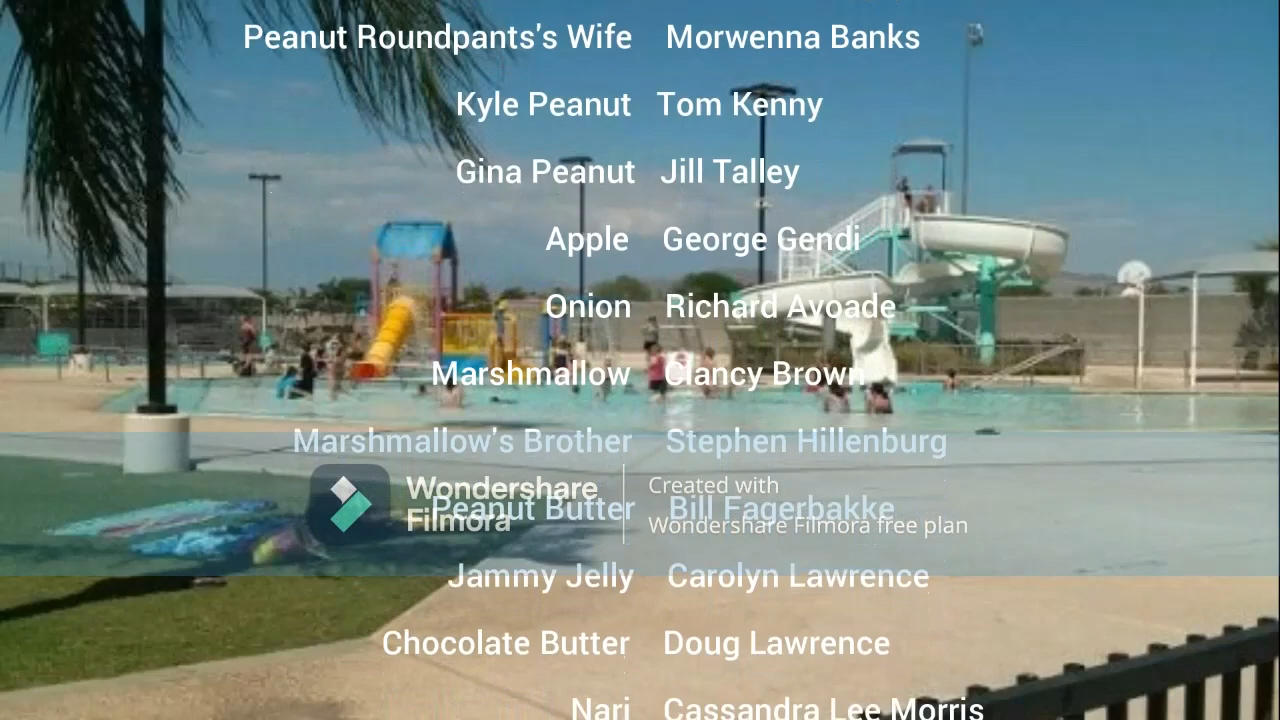 Peanut Roundpants's Wife Morwenna Banks
Kyle Peanut Tom Kenny
Gina Peanut Jill Talley
Apple George Gendi
Onion Richard Avoade
Marshmallow Clancy Brown
Marshmallow's Brother Stephen Hillenburg
Wondershare
Filmora
Created with
Wondershare Filmora free plan
Peanut Butter Bill Fagerbakke
Jammy Jelly Carolyn Lawrence
Chocolate Butter Doug Lawrence
Nari Cassandra Lee Morris